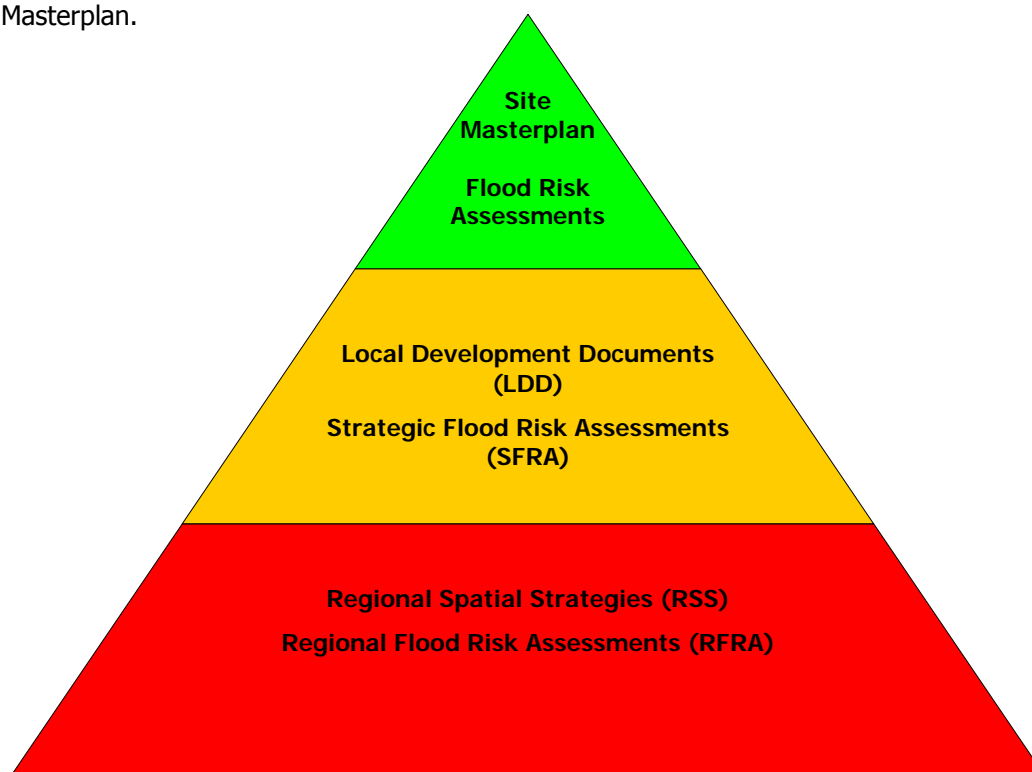 Masterplan.
Site
Masterplan
Flood Risk
Assessments
Local Development Documents
(LDD)
Strategic Flood Risk Assessments
(SFRA)
Regional Spatial Strategies (RSS)
Regional Flood Risk Assessments (RFRA)